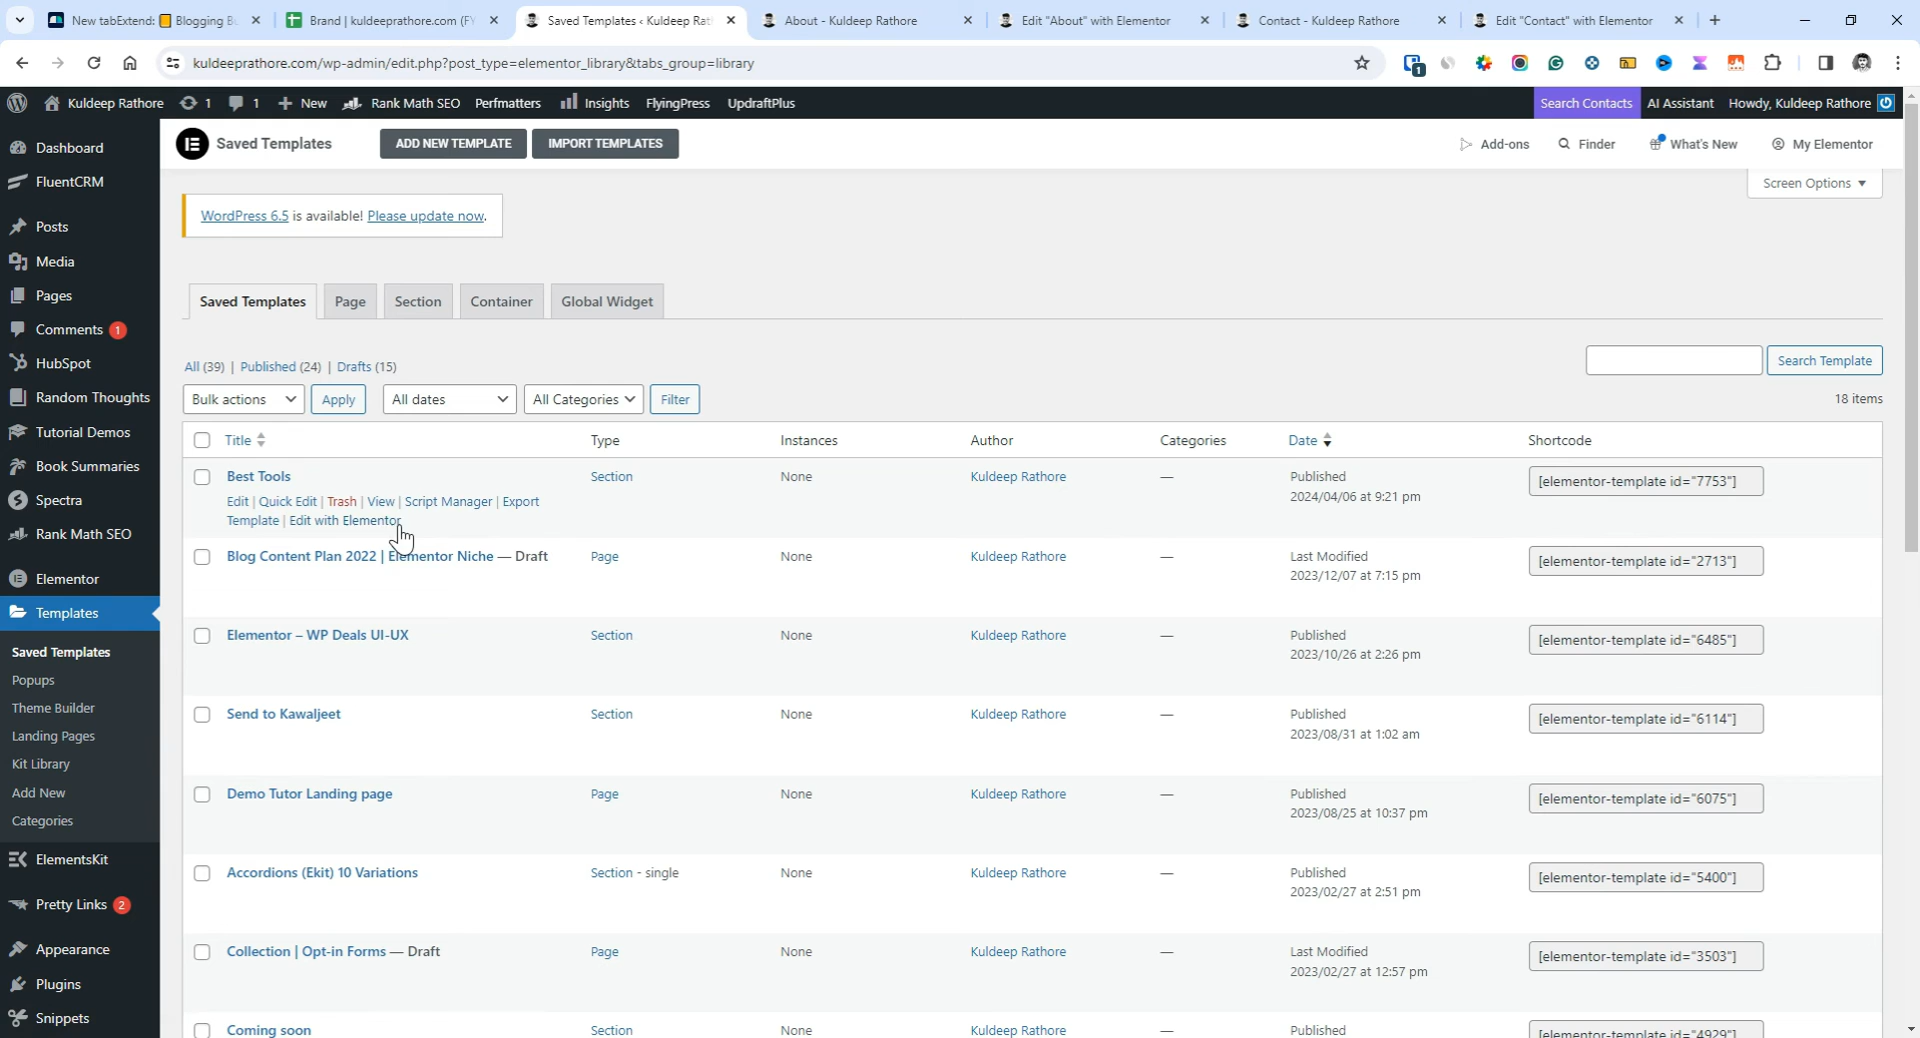 New tabExtend: Blogging Bu
Brand | kuldeeprathore.com (FY
Saved Templates ‹ Kuldeep Rat
About - Kuldeep Rathore
Edit "About" with Elementor
Contact - Kuldeep Rathore
Edit "Contact" with Elementor
kuldeeprathore.com/wp-admin/edit.php?post_type=elementor_library&tabs_group=library
1
Kuldeep Rathore 1 1 New Rank Math SEO Perfmatters Insights FlyingPress UpdraftPlus Search Contacts AI Assistant Howdy, Kuldeep Rathore
Dashboard
FluentCRM
Posts
Media
Pages
Comments 1
HubSpot
Random Thoughts
Tutorial Demos
Book Summaries
Spectra
Rank Math SEO
Elementor
Templates
Saved Templates
Popups
Theme Builder
Landing Pages
Kit Library
Add New
Categories
ElementsKit
Pretty Links 2
Appearance
Plugins
Snippets
Saved Templates ADD NEW TEMPLATE IMPORT TEMPLATES Add-ons Finder What's New My Elementor
Screen Options
WordPress 6.5 is available! Please update now.
Saved Templates Page Section Container Global Widget
All (39) | Published (24) | Drafts (15) Search Template
Bulk actions Apply All dates All Categories Filter 18 items
Title Type Instances Author Categories Date Shortcode
Best Tools Section None Kuldeep Rathore — Published [elementor-template id="7753"]
2024/04/06 at 9:21 pm
Edit | Quick Edit | Trash | View | Script Manager | Export
Template | Edit with Elementor
Blog Content Plan 2022 | Elementor Niche — Draft Page None Kuldeep Rathore — Last Modified [elementor-template id="2713"]
2023/12/07 at 7:15 pm
Elementor – WP Deals UI-UX Section None Kuldeep Rathore — Published [elementor-template id="6485"]
2023/10/26 at 2:26 pm
Send to Kawaljeet Section None Kuldeep Rathore — Published [elementor-template id="6114"]
2023/08/31 at 1:02 am
Demo Tutor Landing page Page None Kuldeep Rathore — Published [elementor-template id="6075"]
2023/08/25 at 10:37 pm
Accordions (Ekit) 10 Variations Section - single None Kuldeep Rathore — Published [elementor-template id="5400"]
2023/02/27 at 2:51 pm
Collection | Opt-in Forms — Draft Page None Kuldeep Rathore — Last Modified [elementor-template id="3503"]
2023/02/27 at 12:57 pm
Coming soon Section None Kuldeep Rathore — Published [elementor-template id="4929"]